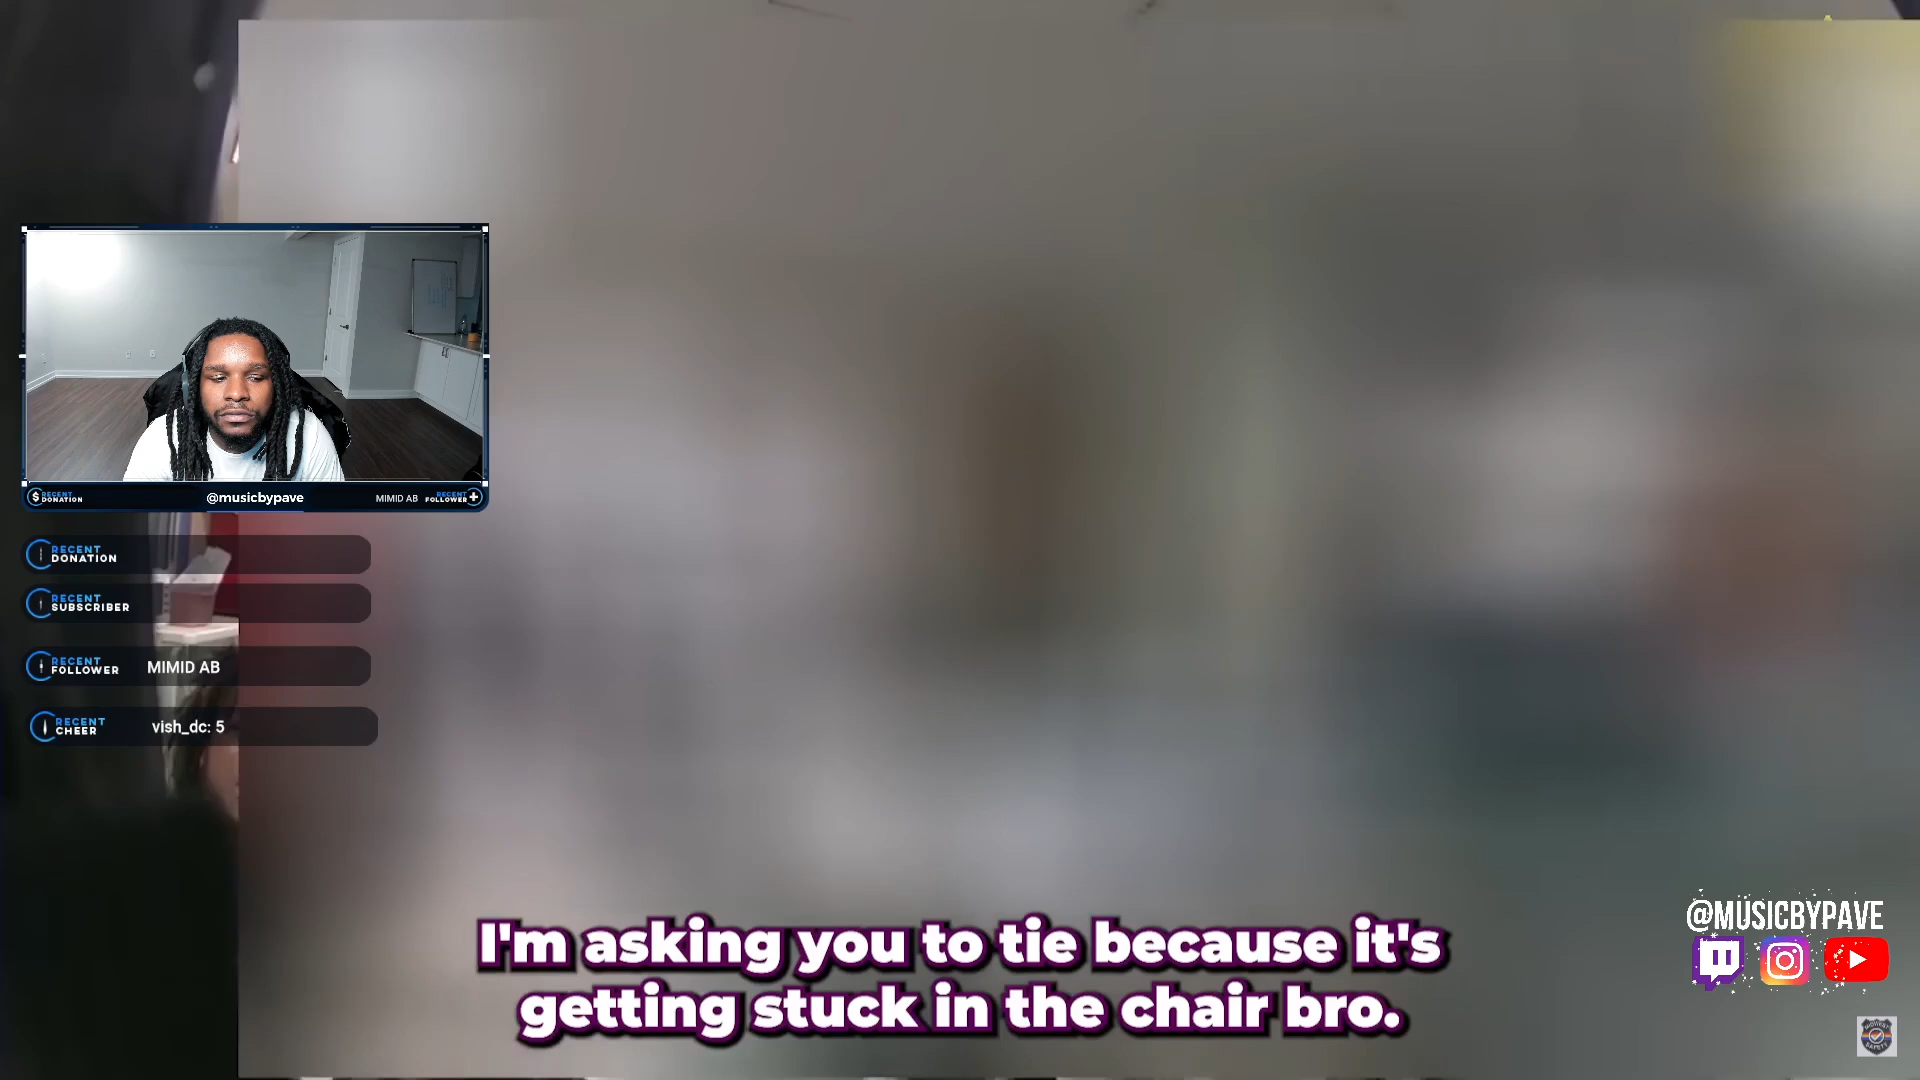 RECENT
DONATION
@musicbypave
MIMID AB
RECENT
FOLLOWER
RECENT
DONATION
RECENT
SUBSCRIBER
RECENT
FOLLOWER
MIMID AB
RECENT
CHEER
vish_dc: 5
I'm asking you to tie because it's
getting stuck in the chair bro.
@MUSICBYPAVE